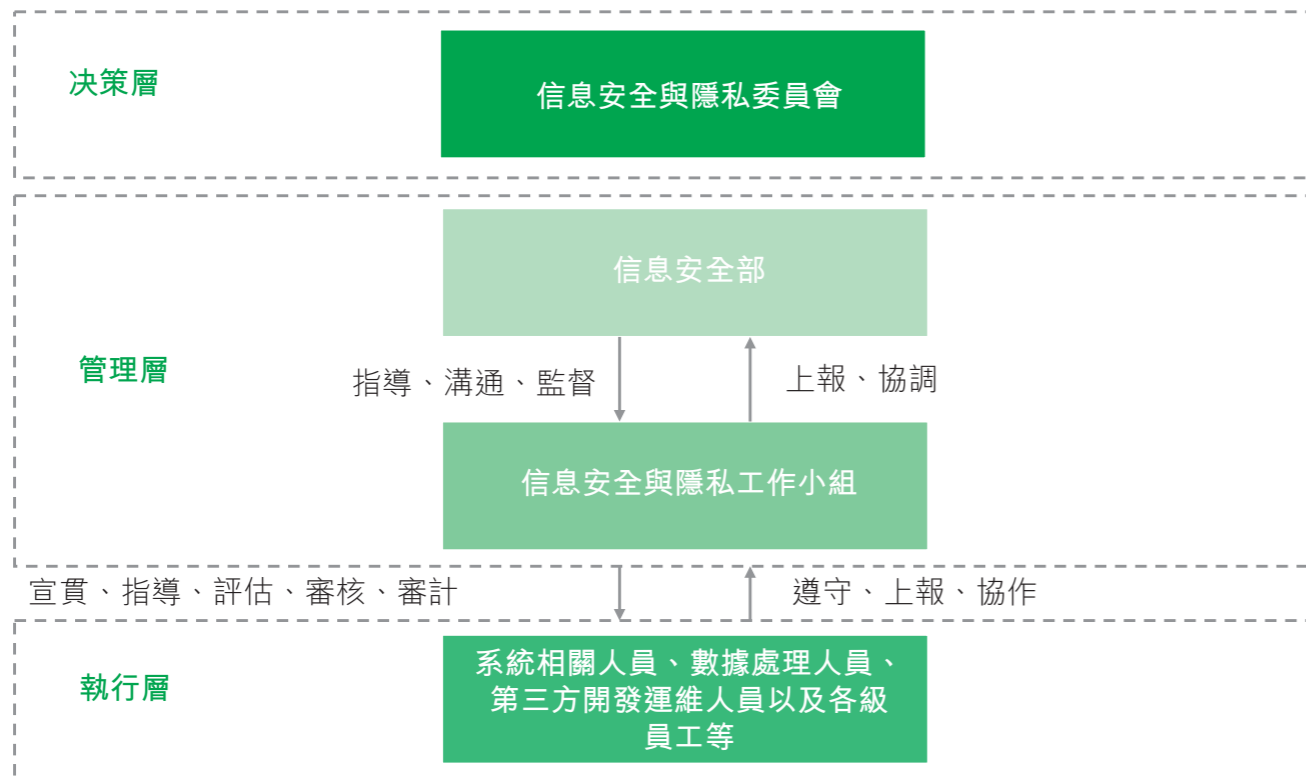 决策層
信息安全與隱私委員會
信息安全部
管理層
指導、溝通、監督
上報、協調
信息安全與隱私工作小組
宣貫、指導、評估、審核、審計
遵守、上報、協作
執行層
系統相關人員、數據處理人員、
第三方開發運維人員以及各級
員工等